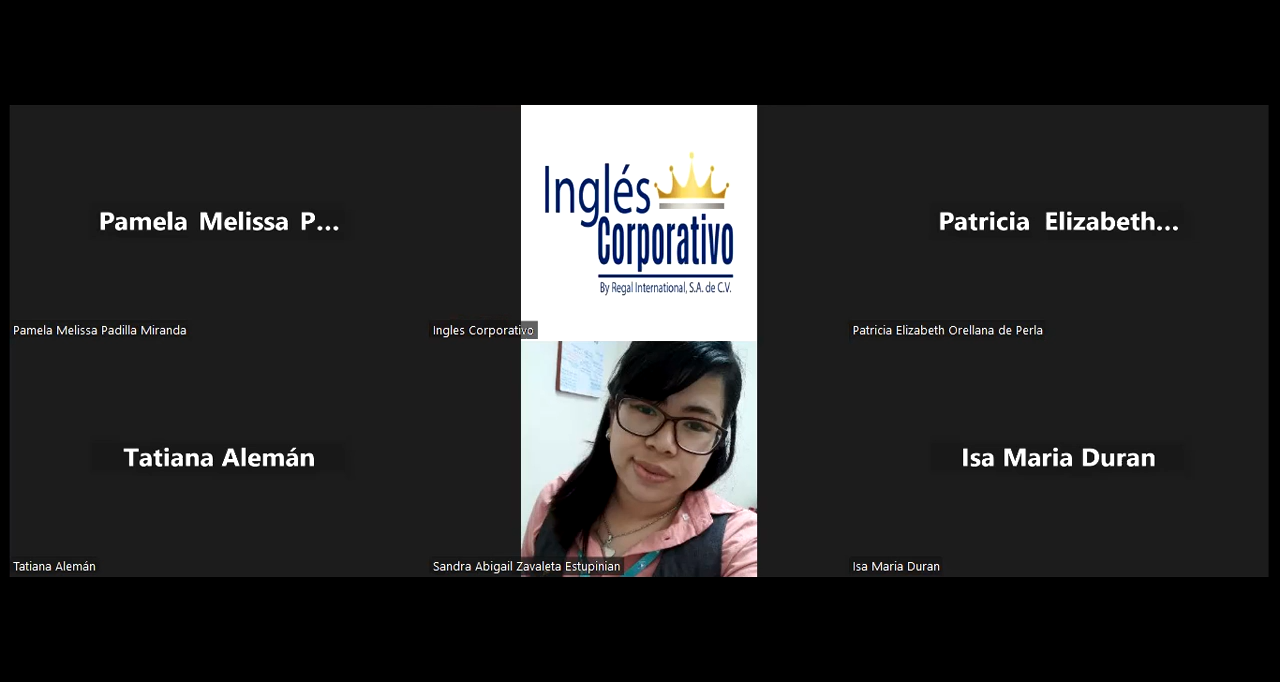 Pamela Melissa P...
Pamela Melissa Padilla Miranda
Inglés
Corporativo
By Regal International, S.A. de C.V.
Ingles Corporativo
Patricia Elizabeth...
Patricia Elizabeth Orellana de Perla
Tatiana Alemán
Tatiana Alemán
Sandra Abigail Zavaleta Estupinian
Isa Maria Duran
Isa Maria Duran